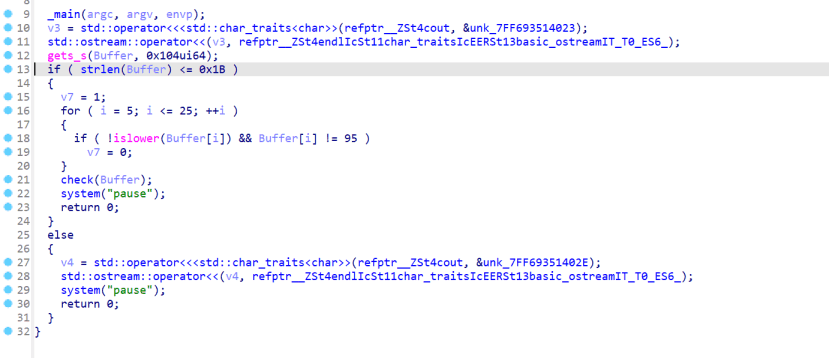 8
9 _main(argc, argv, envp);
10 v3 = std::operator<<<std::char_traits<char>>(refptr__ZSt4cout, &unk_7FF693514023);
11 std::ostream::operator<<(v3, refptr__ZSt4endlIcSt11char_traitsIcEERSt13basic_ostreamIT_T0_ES6_);
12 gets_s(Buffer, 0x104ui64);
13 if ( strlen(Buffer) <= 0x1B )
14 {
15 v7 = 1;
16 for ( i = 5; i <= 25; ++i )
17 {
18 if ( !islower(Buffer[i]) && Buffer[i] != 95 )
19 v7 = 0;
20 }
21 check(Buffer);
22 system("pause");
23 return 0;
24 }
25 else
26 {
27 v4 = std::operator<<<std::char_traits<char>>(refptr__ZSt4cout, &unk_7FF69351402E);
28 std::ostream::operator<<(v4, refptr__ZSt4endlIcSt11char_traitsIcEERSt13basic_ostreamIT_T0_ES6_);
29 system("pause");
30 return 0;
31 }
32 }